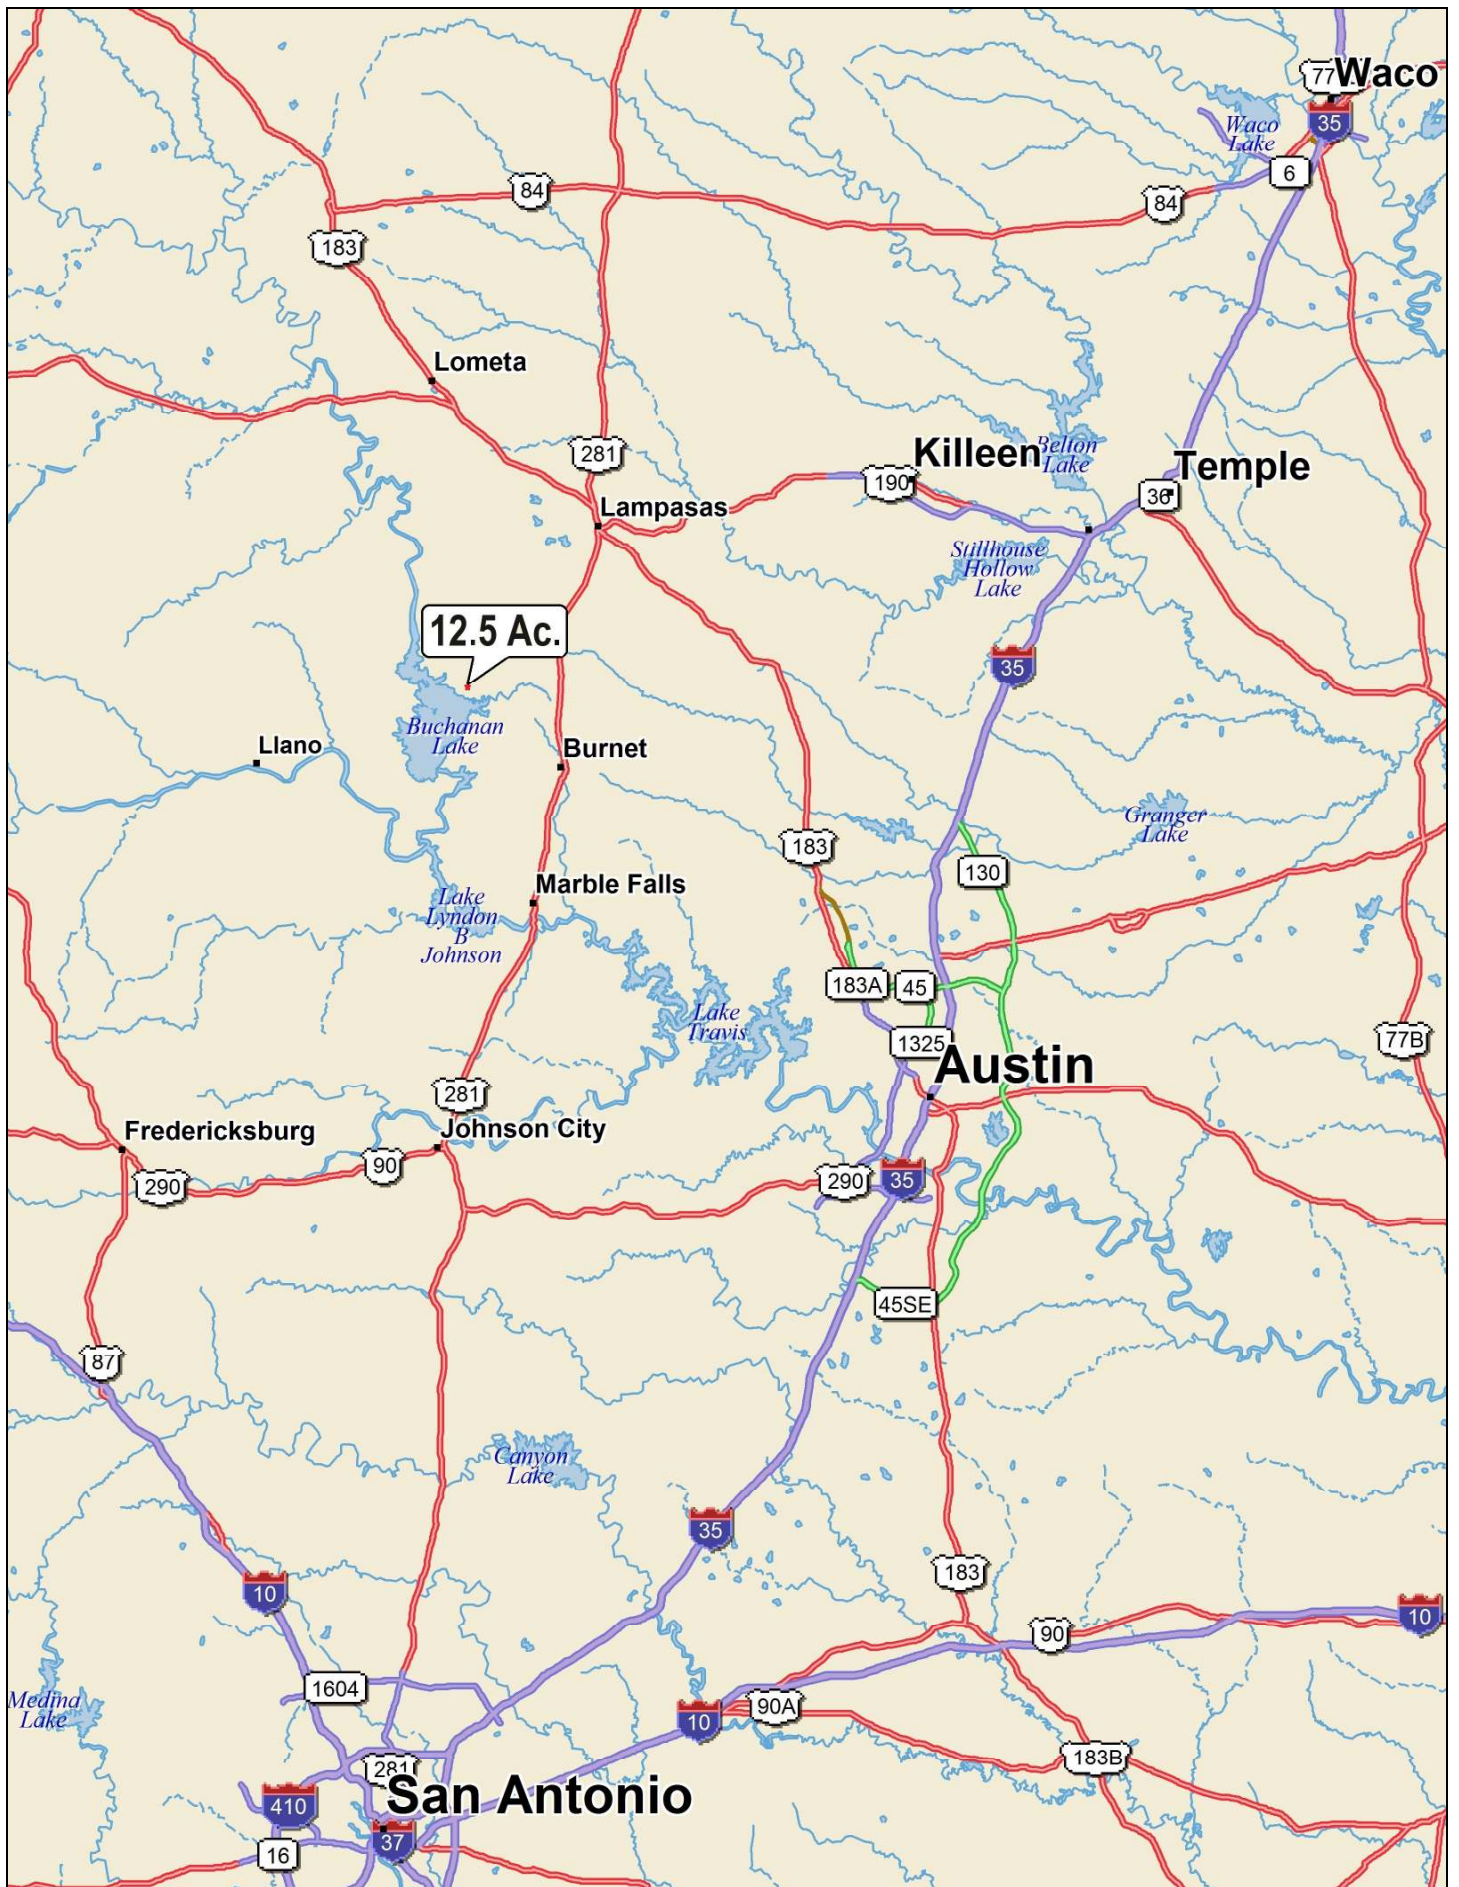 77
Waco
35
Waco
Lake
6
84
84
183
Lometa
281
Killeen
Belton
Lake
Temple
190
36
Lampasas
Stillhouse
Hollow
Lake
12.5 Ac.
35
Buchanan
Lake
Llano
Burnet
Granger
Lake
183
130
Marble Falls
Lake
Lyndon
B
Johnson
183A
45
Lake
Travis
1325
77B
Austin
281
Fredericksburg
Johnson City
90
290
290
35
45SE
87
Canyon
Lake
35
183
10
10
90
1604
Medina
Lake
10
90A
183B
281
San Antonio
410
37
16